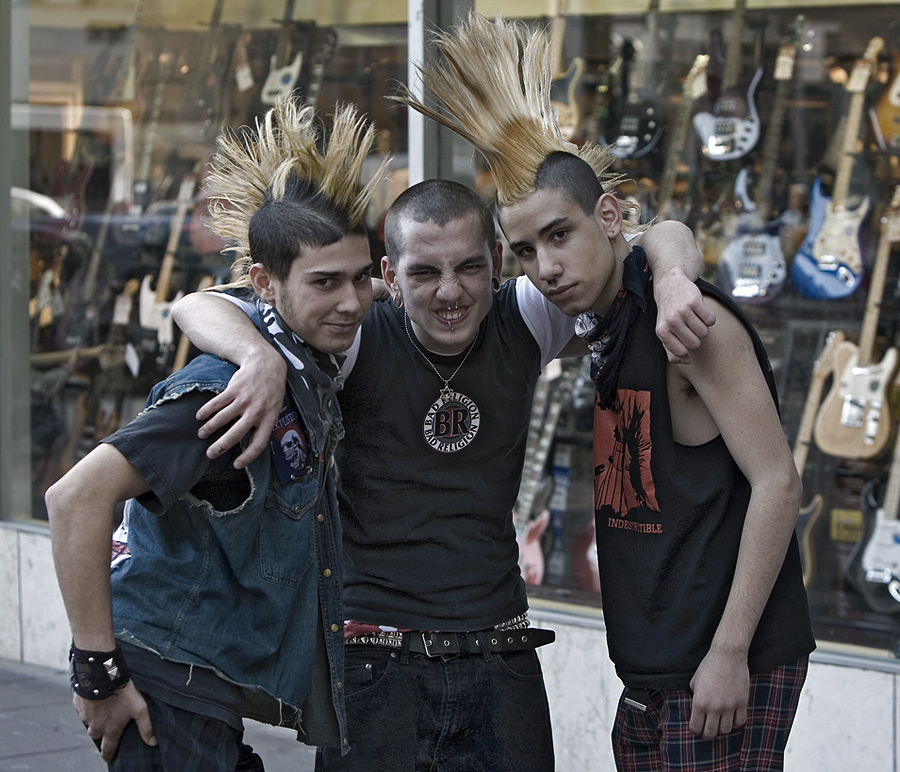 BAD RELIGION
BR
BAD RELIGION
INDESTRUCTIBLE